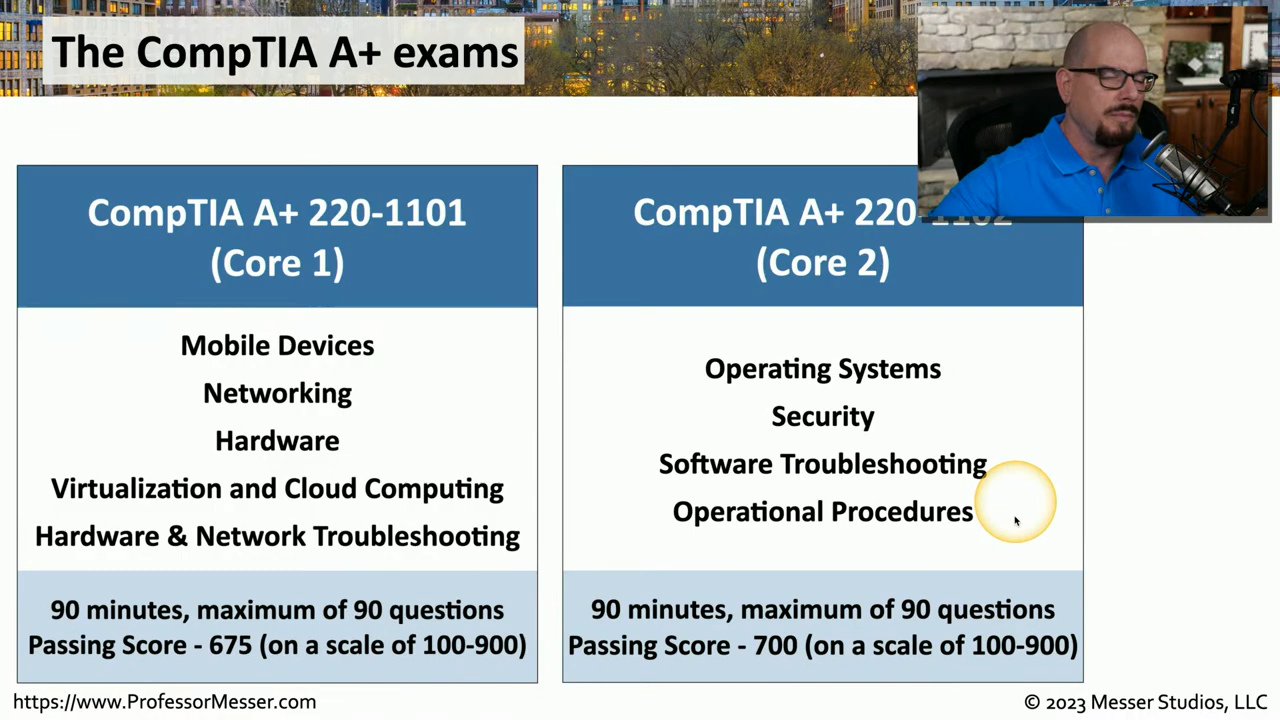 The CompTIA A+ exams
CompTIA A+ 220-1101
(Core 1)
Mobile Devices
Networking
Hardware
Virtualization and Cloud Computing
Hardware & Network Troubleshooting
90 minutes, maximum of 90 questions
Passing Score - 675 (on a scale of 100-900)
CompTIA A+ 220-1102
(Core 2)
Operating Systems
Security
Software Troubleshooting
Operational Procedures
90 minutes, maximum of 90 questions
Passing Score - 700 (on a scale of 100-900)
https://www.ProfessorMesser.com
© 2023 Messer Studios, LLC